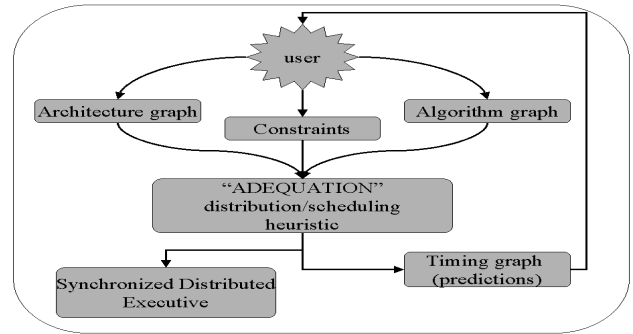 user
Architecture graph
Constraints
Algorithm graph
“ADEQUATION”
distribution/scheduling
heuristic
Synchronized Distributed
Executive
Timing graph
(predictions)